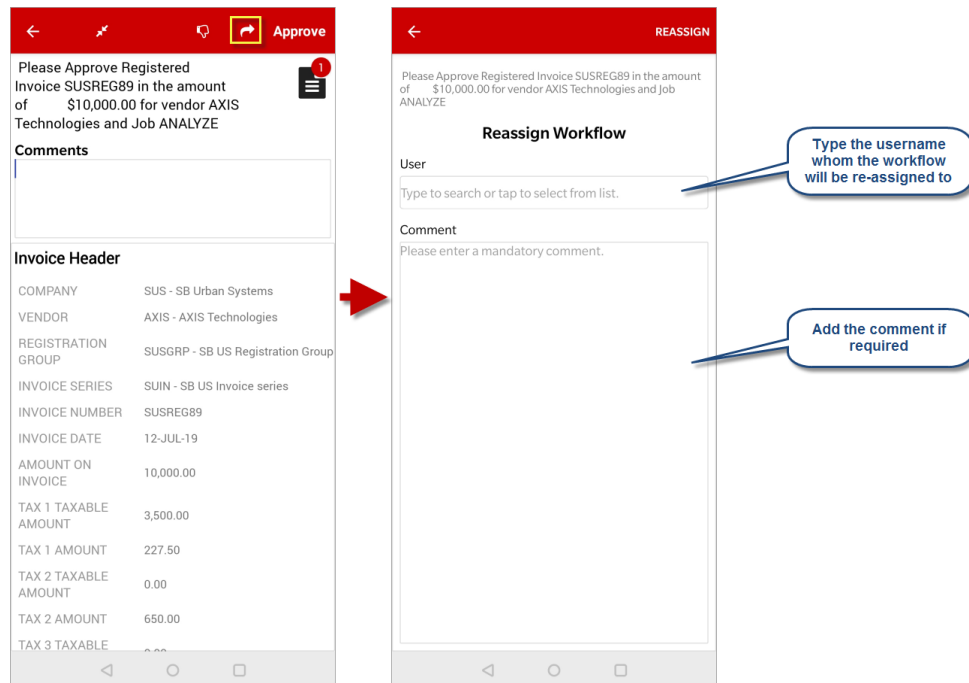 Approve
Please Approve Registered
Invoice SUSREG89 in the amount
of $10,000.00 for vendor AXIS
Technologies and Job ANALYZE
1
Comments
Invoice Header
COMPANY SUS - SB Urban Systems
VENDOR AXIS - AXIS Technologies
REGISTRATION
GROUP SUSGRP - SB US Registration Group
INVOICE SERIES SUIN - SB US Invoice series
INVOICE NUMBER SUSREG89
INVOICE DATE 12-JUL-19
AMOUNT ON
INVOICE 10,000.00
TAX 1 TAXABLE
AMOUNT 3,500.00
TAX 1 AMOUNT 227.50
TAX 2 TAXABLE
AMOUNT 0.00
TAX 2 AMOUNT 650.00
TAX 3 TAXABLE
REASSIGN
Please Approve Registered Invoice SUSREG89 in the amount
of $10,000.00 for vendor AXIS Technologies and Job
ANALYZE
Reassign Workflow
User
Type to search or tap to select from list.
Comment
Please enter a mandatory comment.
Type the username
whom the workflow
will be re-assigned to
Add the comment if
required